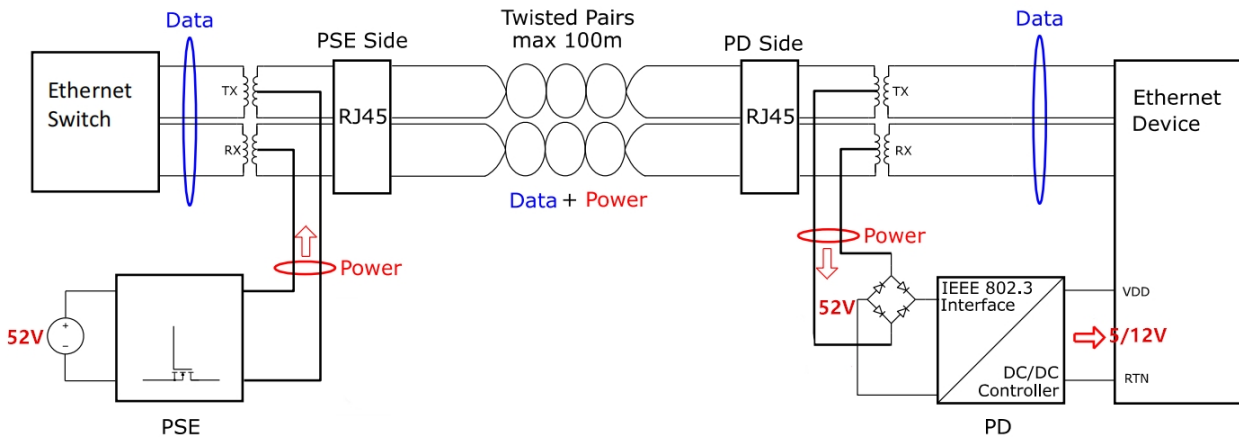 Data
Twisted Pairs
max 100m
Data
PSE Side
PD Side
Ethernet
Switch
TX
RX
RJ45
RJ45
TX
RX
Ethernet
Device
Data + Power
Power
Power
52V
+
−
PSE
52V
IEEE 802.3
Interface
DC/DC
Controller
PD
VDD
5/12V
RTN